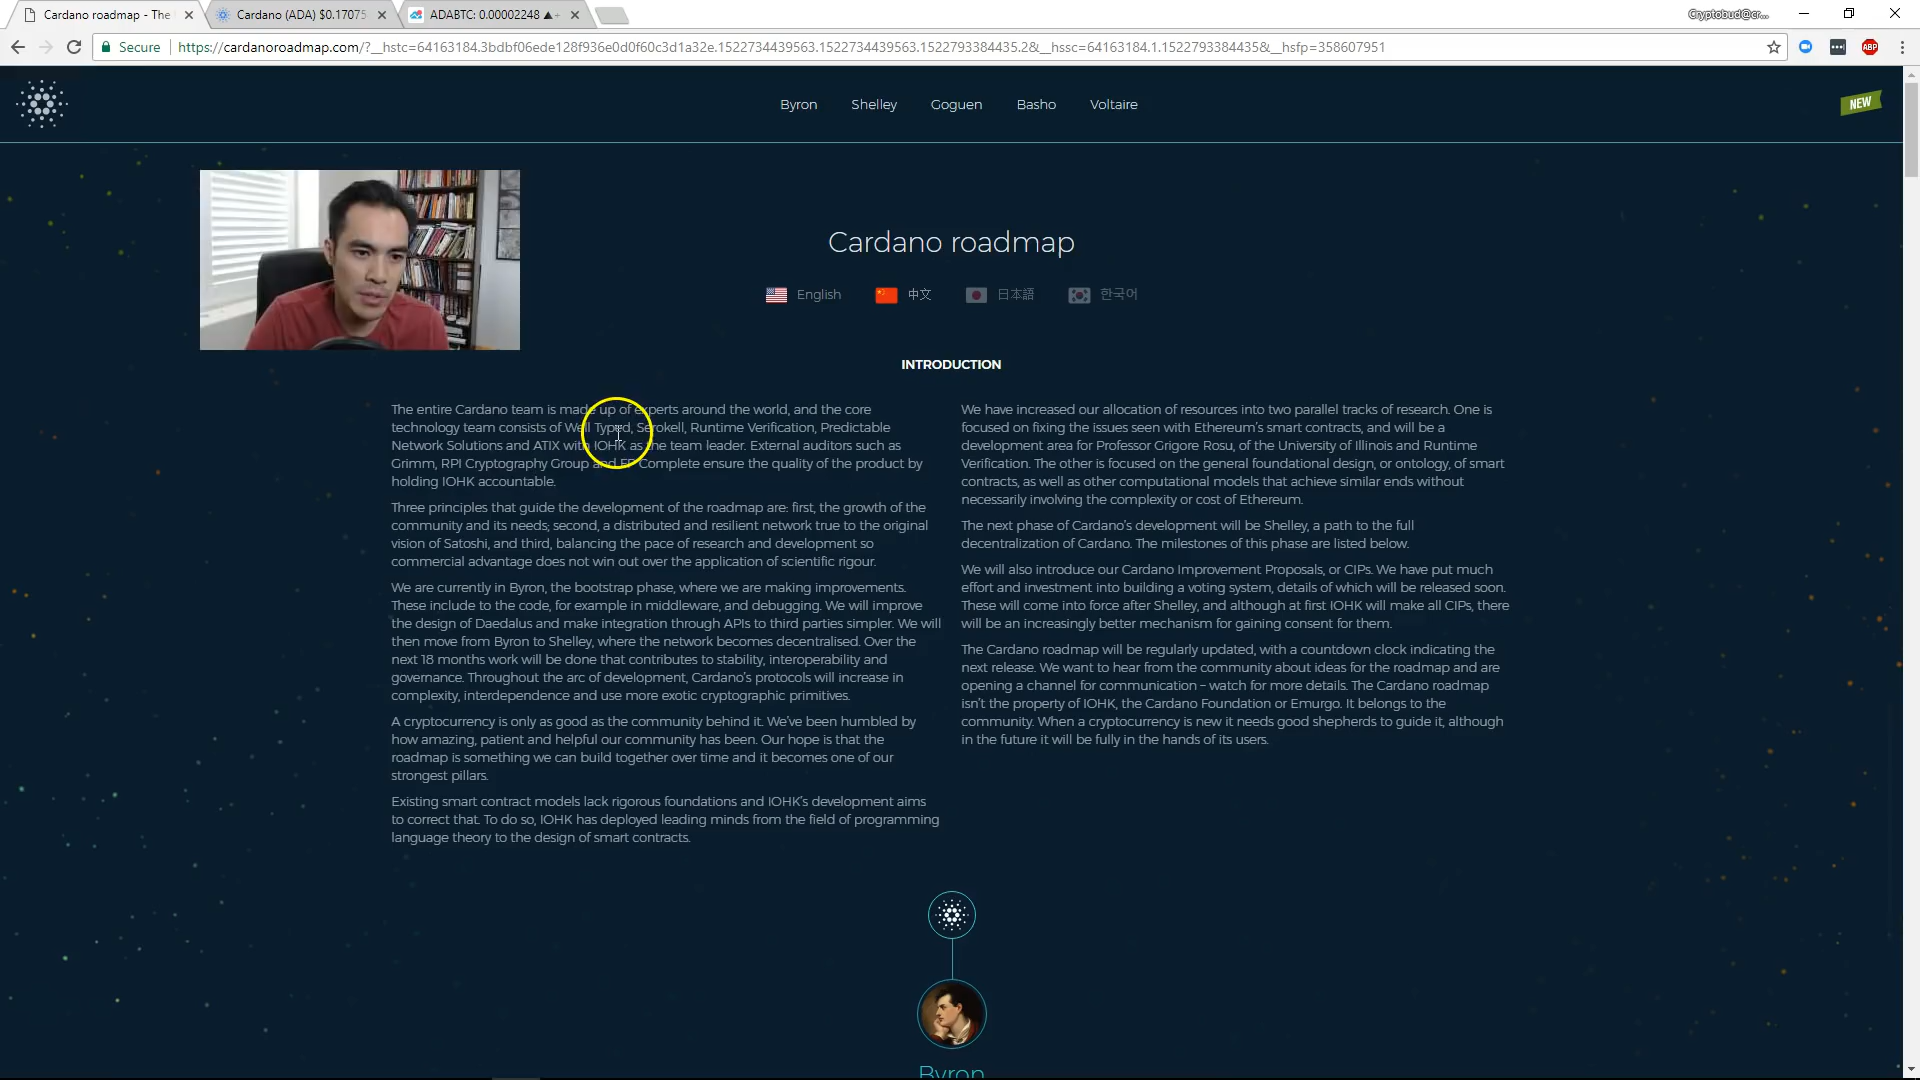 Cardano roadmap - The
Cardano (ADA) $0.17075
ADABTC: 0.00002248 ▲+
Cryptobud@cr...
Secure
https://cardanoroadmap.com/?__hstc=64163184.3bdbf06ede128f936e0d0f60c3d1a32e.1522734439563.1522734439563.1522793384435.2&__hssc=64163184.1.1522793384435&__hsfp=358607951
ABP
Byron Shelley Goguen Basho Voltaire
NEW
Cardano roadmap
English 中文 日本語 한국어
INTRODUCTION
The entire Cardano team is made up of experts around the world, and the core
technology team consists of Well Typed, Serokell, Runtime Verification, Predictable
Network Solutions and ATIX with IOHK as the team leader. External auditors such as
Grimm, RPI Cryptography Group and FP Complete ensure the quality of the product by
holding IOHK accountable.
Three principles that guide the development of the roadmap are: first, the growth of the
community and its needs; second, a distributed and resilient network true to the original
vision of Satoshi, and third, balancing the pace of research and development so
commercial advantage does not win out over the application of scientific rigour.
We are currently in Byron, the bootstrap phase, where we are making improvements.
These include to the code, for example in middleware, and debugging. We will improve
the design of Daedalus and make integration through APIs to third parties simpler. We will
then move from Byron to Shelley, where the network becomes decentralised. Over the
next 18 months work will be done that contributes to stability, interoperability and
governance. Throughout the arc of development, Cardano's protocols will increase in
complexity, interdependence and use more exotic cryptographic primitives.
A cryptocurrency is only as good as the community behind it. We've been humbled by
how amazing, patient and helpful our community has been. Our hope is that the
roadmap is something we can build together over time and it becomes one of our
strongest pillars.
Existing smart contract models lack rigorous foundations and IOHK's development aims
to correct that. To do so, IOHK has deployed leading minds from the field of programming
language theory to the design of smart contracts.
We have increased our allocation of resources into two parallel tracks of research. One is
focused on fixing the issues seen with Ethereum's smart contracts, and will be a
development area for Professor Grigore Rosu, of the University of Illinois and Runtime
Verification. The other is focused on the general foundational design, or ontology, of smart
contracts, as well as other computational models that achieve similar ends without
necessarily involving the complexity or cost of Ethereum.
The next phase of Cardano's development will be Shelley, a path to the full
decentralization of Cardano. The milestones of this phase are listed below.
We will also introduce our Cardano Improvement Proposals, or CIPs. We have put much
effort and investment into building a voting system, details of which will be released soon.
These will come into force after Shelley, and although at first IOHK will make all CIPs, there
will be an increasingly better mechanism for gaining consent for them.
The Cardano roadmap will be regularly updated, with a countdown clock indicating the
next release. We want to hear from the community about ideas for the roadmap and are
opening a channel for communication – watch for more details. The Cardano roadmap
isn't the property of IOHK, the Cardano Foundation or Emurgo. It belongs to the
community. When a cryptocurrency is new it needs good shepherds to guide it, although
in the future it will be fully in the hands of its users.
Byron